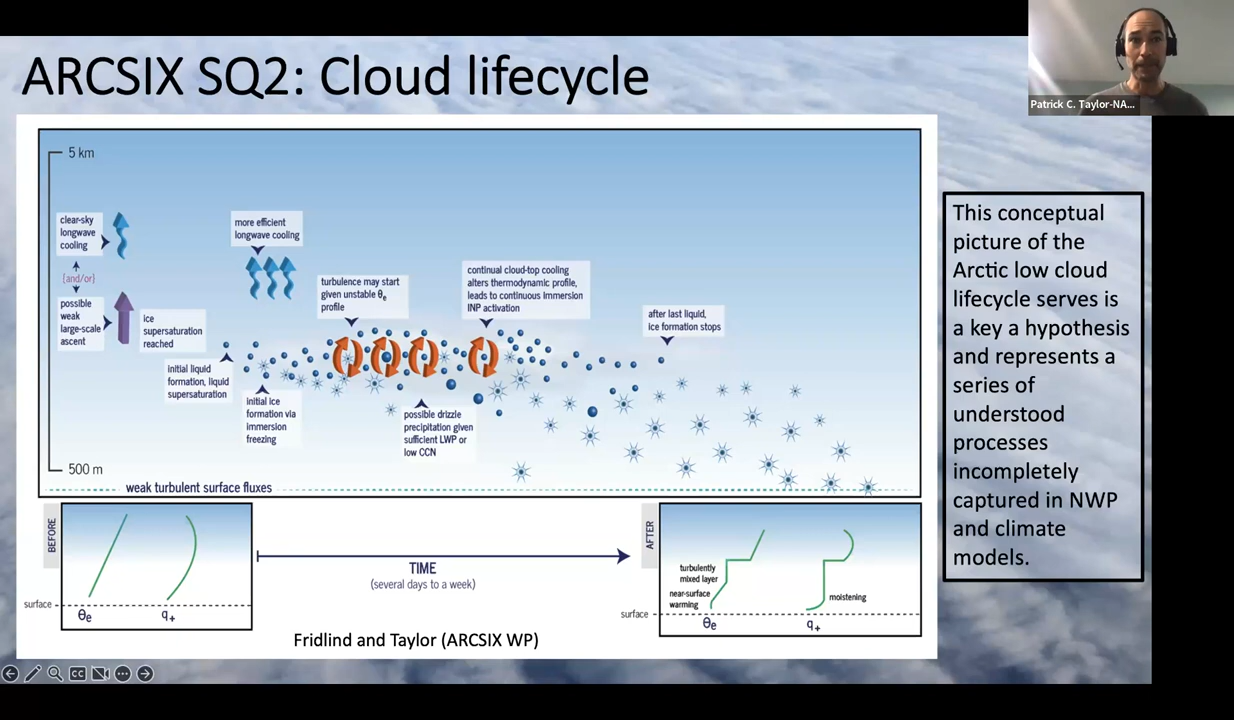 Patrick C. Taylor-NA...
ARCSIX SQ2: Cloud lifecycle
5 km
clear-sky
longwave
cooling
[and/or]
possible
weak
large-scale
ascent
ice
supersaturation
reached
initial liquid
formation, liquid
supersaturation
more efficient
longwave cooling
initial ice
formation via
immersion
freezing
turbulence may start
given unstable θe
profile
possible drizzle
precipitation given
sufficient LWP or
low CCN
continual cloud-top cooling
alters thermodynamic profile,
leads to continuous immersion
INP activation
after last liquid,
ice formation stops
500 m
weak turbulent surface fluxes
BEFORE
surface
θe
q+
TIME
(several days to a week)
AFTER
turbulently
mixed layer
near-surface
warming
moistening
surface
θe
q+
Fridlind and Taylor (ARCSIX WP)
This conceptual
picture of the
Arctic low cloud
lifecycle serves is
a key a hypothesis
and represents a
series of
understood
processes
incompletely
captured in NWP
and climate
models.
CC